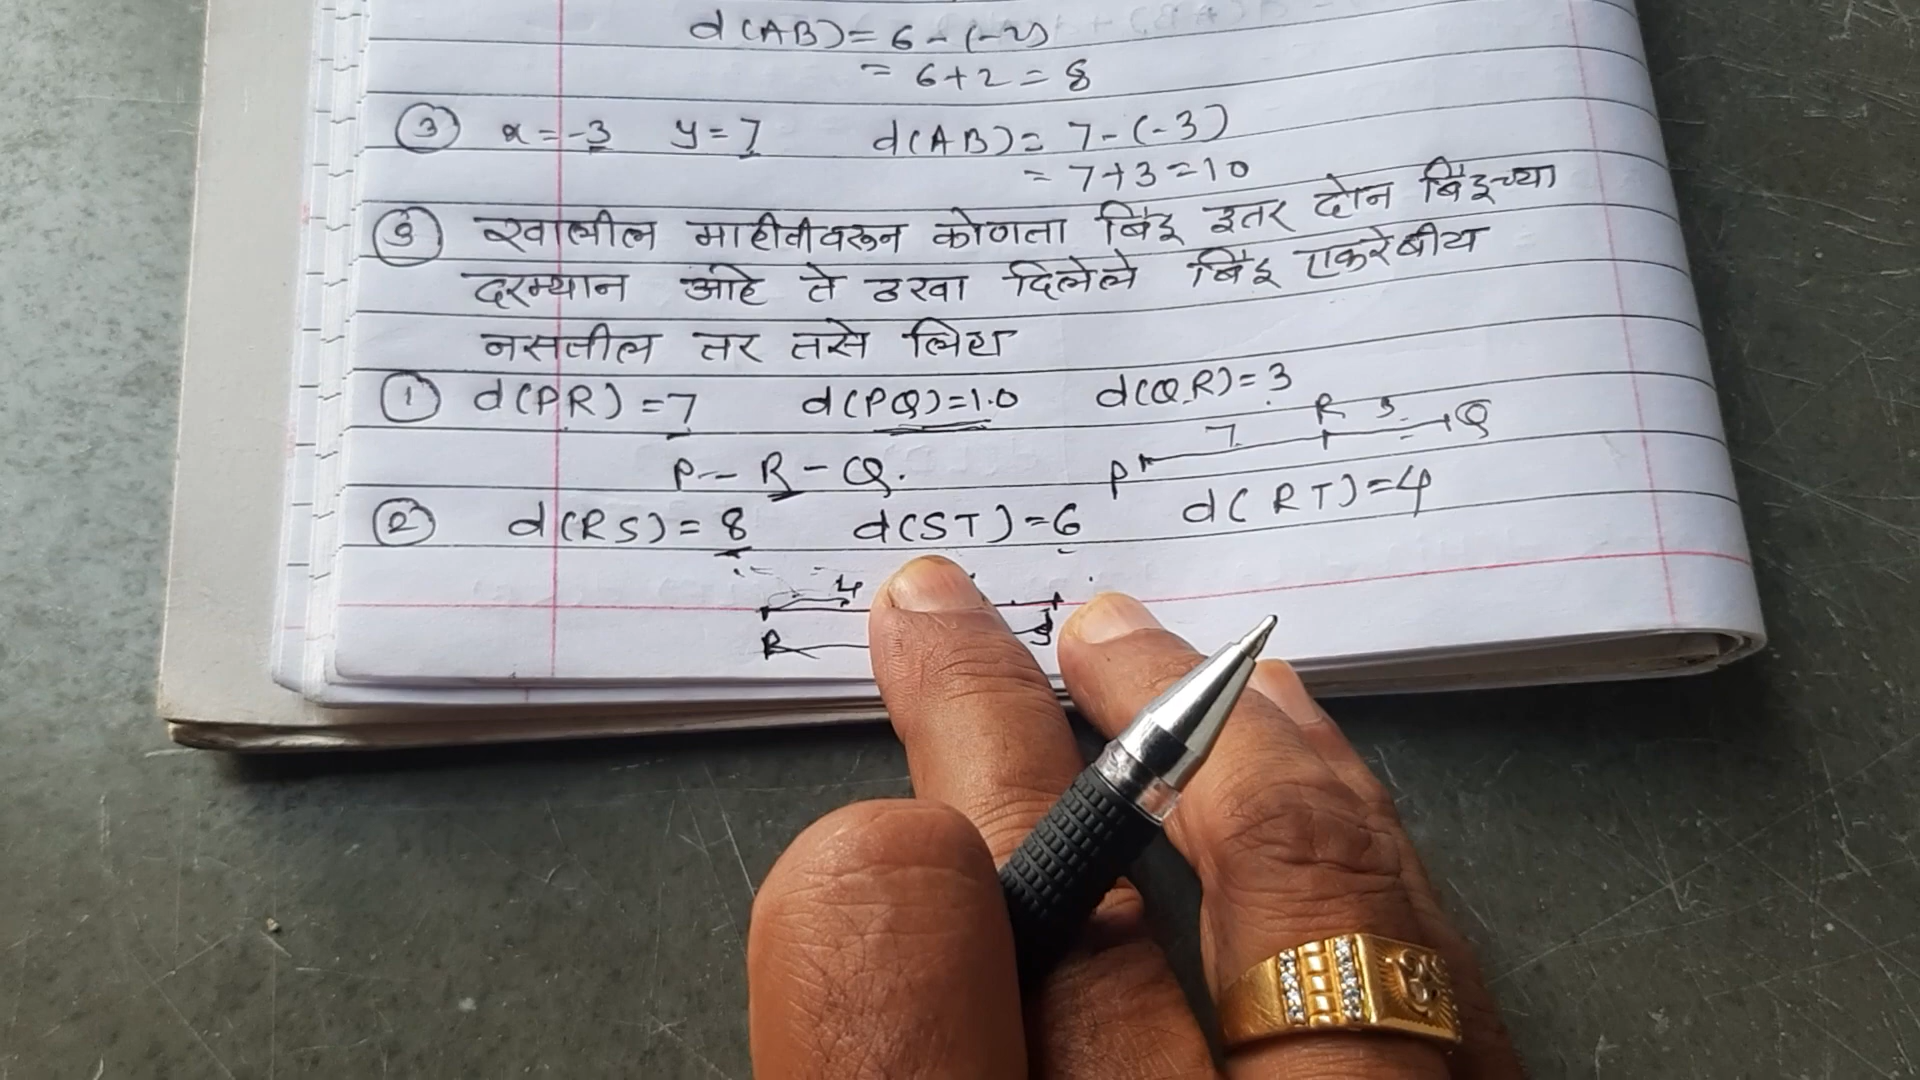 d(AB) = 6 - (-2)
= 6+2 = 8
③ x = -3 y = 7 d(AB) = 7-(-3)
= 7+3 = 10
③ खालील माहीतीवरून कोणता बिंदू इतर दोन बिंदूच्या
दरम्यान आहे ते ठरवा दिलेले बिंदू एकरेषीय
नसतील तर तसे लिहा
① d(PR) = 7 d(PQ)=10 d(QR)=3
7 R 3 Q
P - R - Q. P
② d(RS) = 8 d(ST)=6 d(RT)=4
4
R S